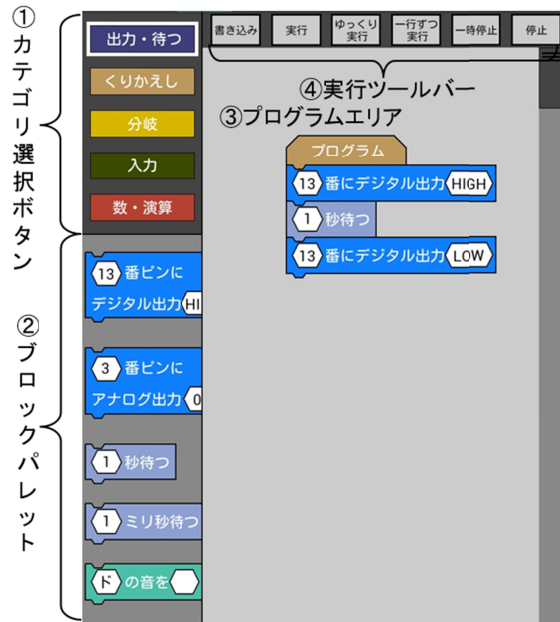 ①カテゴリ選択ボタン
出力・待つ
くりかえし
分岐
入力
数・演算
書き込み
実行
ゆっくり
実行
一行ずつ
実行
一時停止
停止
④実行ツールバー
③プログラムエリア
プログラム
13 番にデジタル出力 HIGH
1 秒待つ
13 番にデジタル出力 LOW
②ブロックパレット
13 番ピンに
デジタル出力 HI
3 番ピンに
アナログ出力 0
1 秒待つ
1 ミリ秒待つ
ド の音を